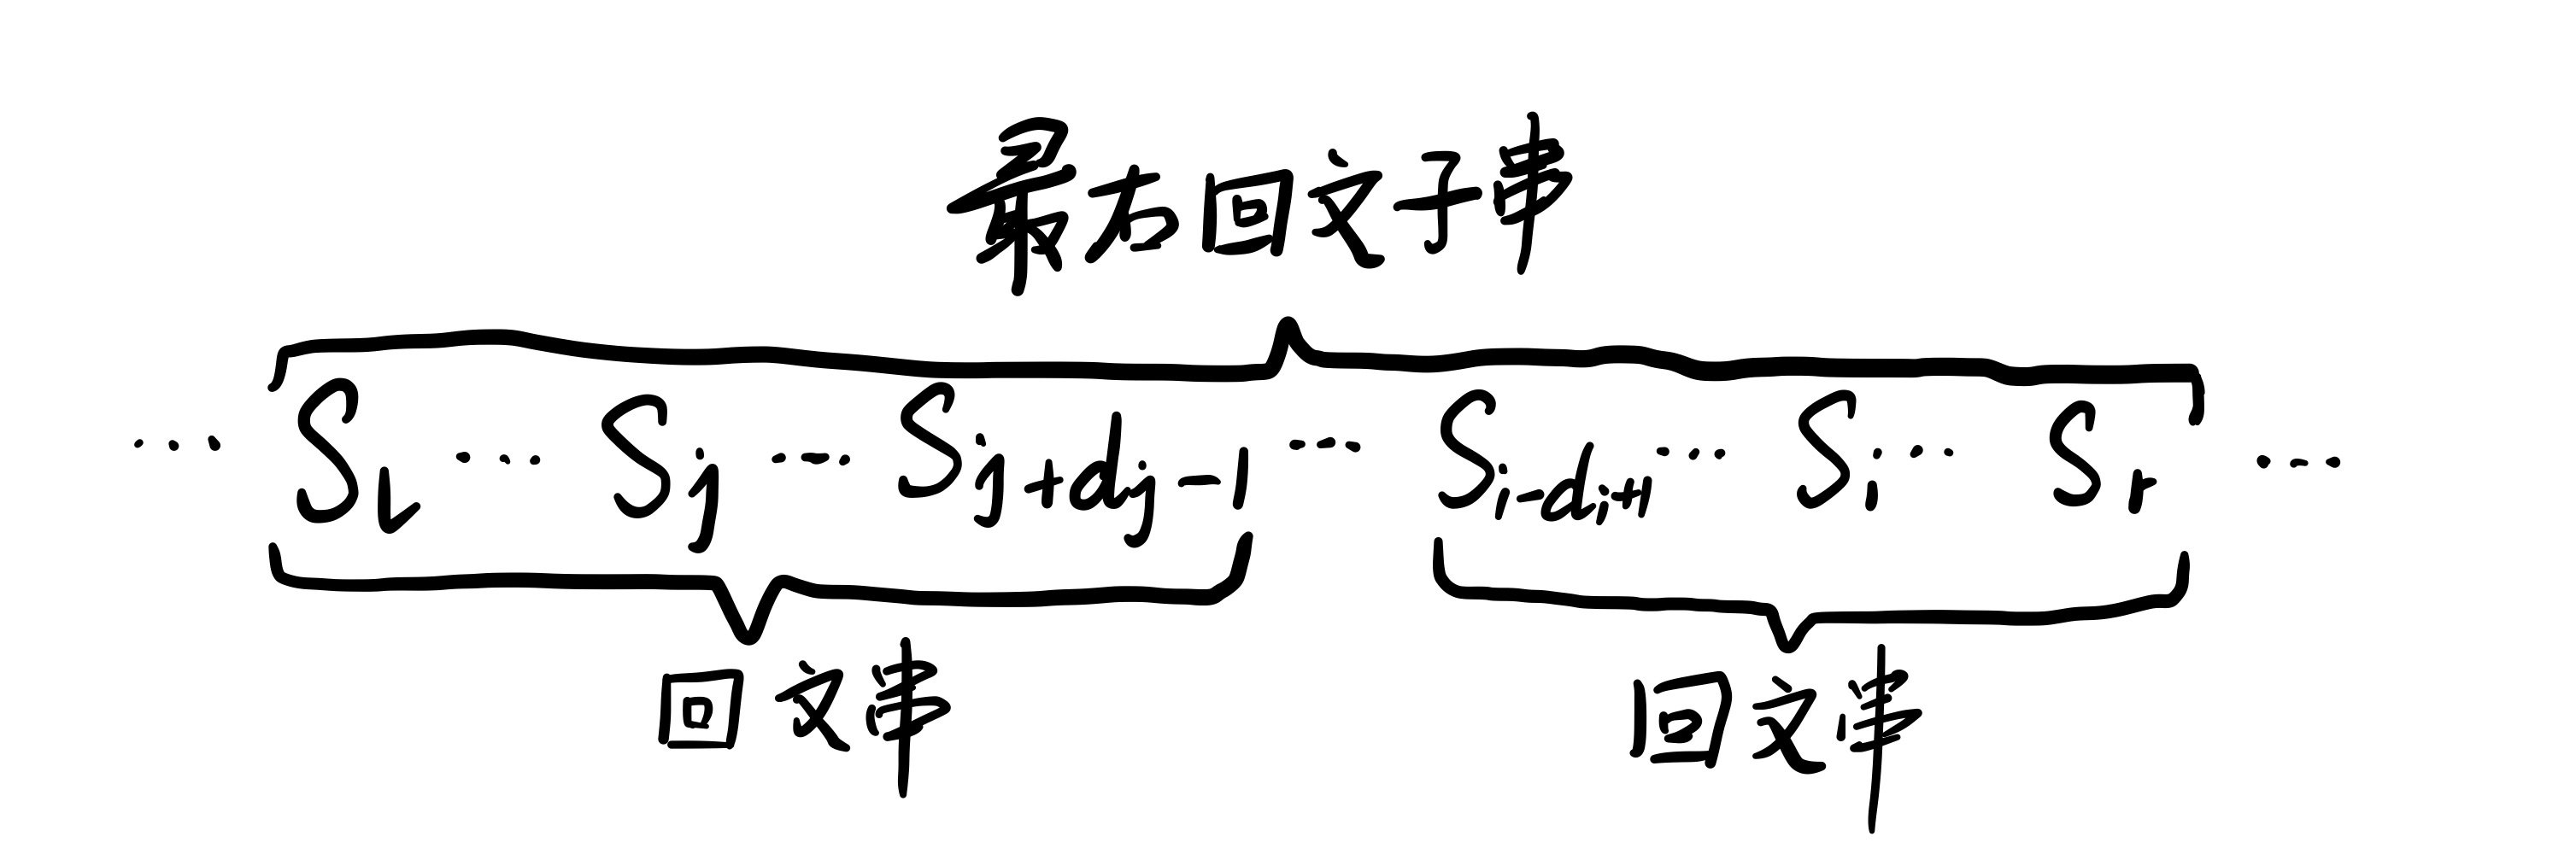 最右回文子串
... S_l ... S_j ... S_{j+d_j-1} ... S_{i-d_i+1} ... S_i ... S_r ...
回文串 回文串